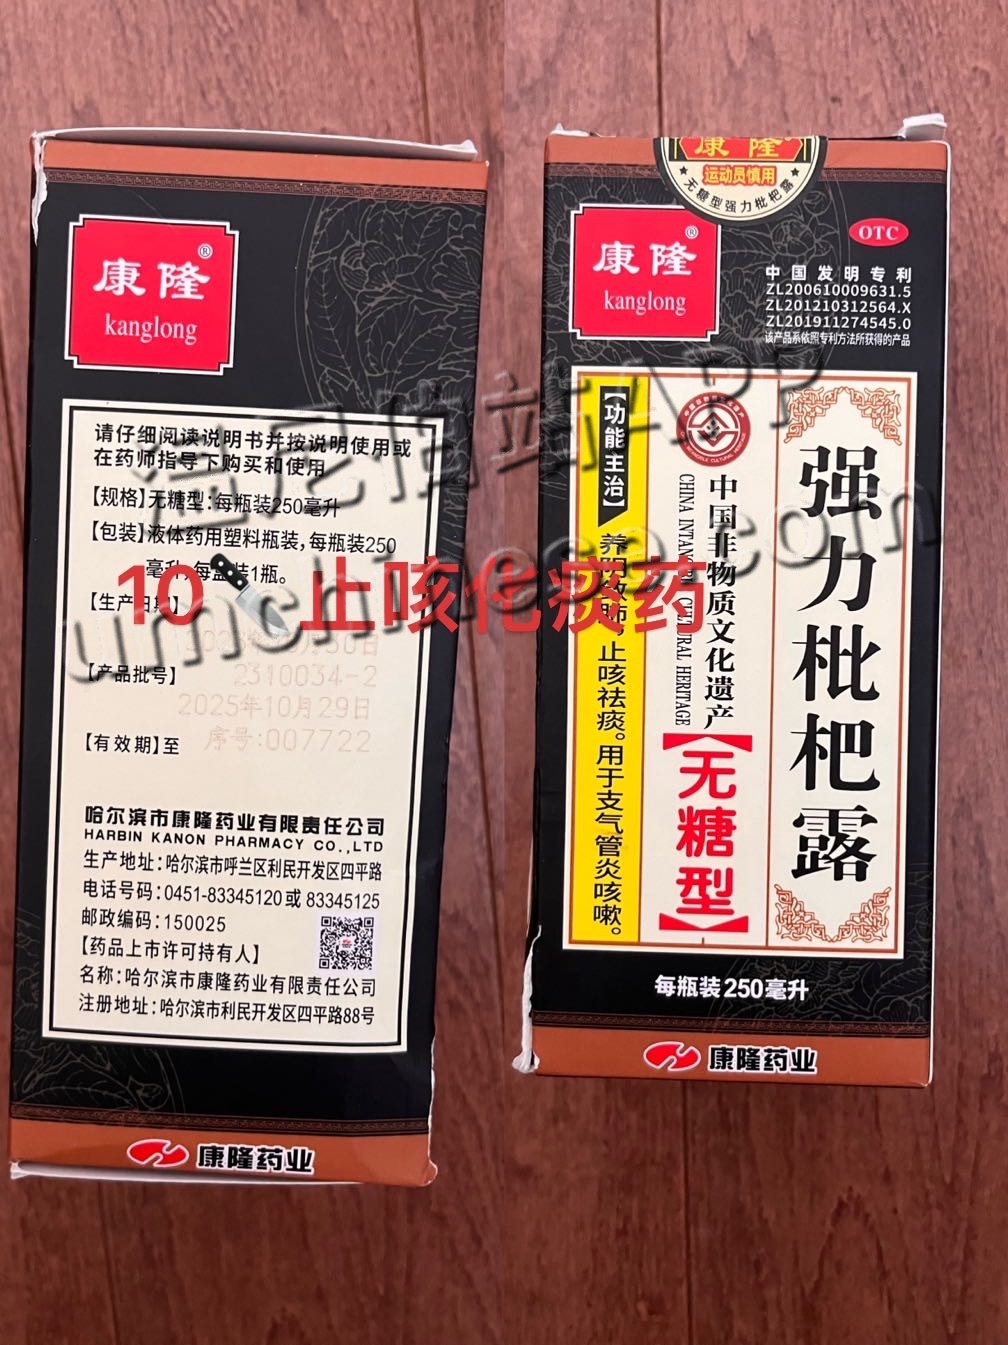 康隆®
kanglong
请仔细阅读说明书并按说明使用或
在药师指导下购买和使用
【规格】无糖型:每瓶装250毫升
【包装】液体药用塑料瓶装,每瓶装250
毫升,每盒装1瓶。
【生产日期】
【产品批号】
2310034-2
2025年10月29日
【有效期】至
序号:007722
哈尔滨市康隆药业有限责任公司
HARBIN KANON PHARMACY CO.,LTD
生产地址:哈尔滨市呼兰区利民开发区四平路
电话号码:0451-83345120或 83345125
邮政编码:150025
【药品上市许可持有人】
名称:哈尔滨市康隆药业有限责任公司
注册地址:哈尔滨市利民开发区四平路88号
康隆药业
康隆
运动员慎用
★无糖型强力枇杷露★
康隆®
kanglong
OTC
中国发明专利
ZL200610009631.5
ZL201210312564.X
ZL201911274545.0
该产品系依照专利方法所获得的产品
强力枇杷露
中国非物质文化遗产
CHINA INTANGIBLE CULTURAL HERITAGE
【无糖型】
【功能主治】
养阴敛肺,止咳祛痰。用于支气管炎咳嗽。
每瓶装250毫升
康隆药业
10🔪 止咳化痰药
umchinese.com